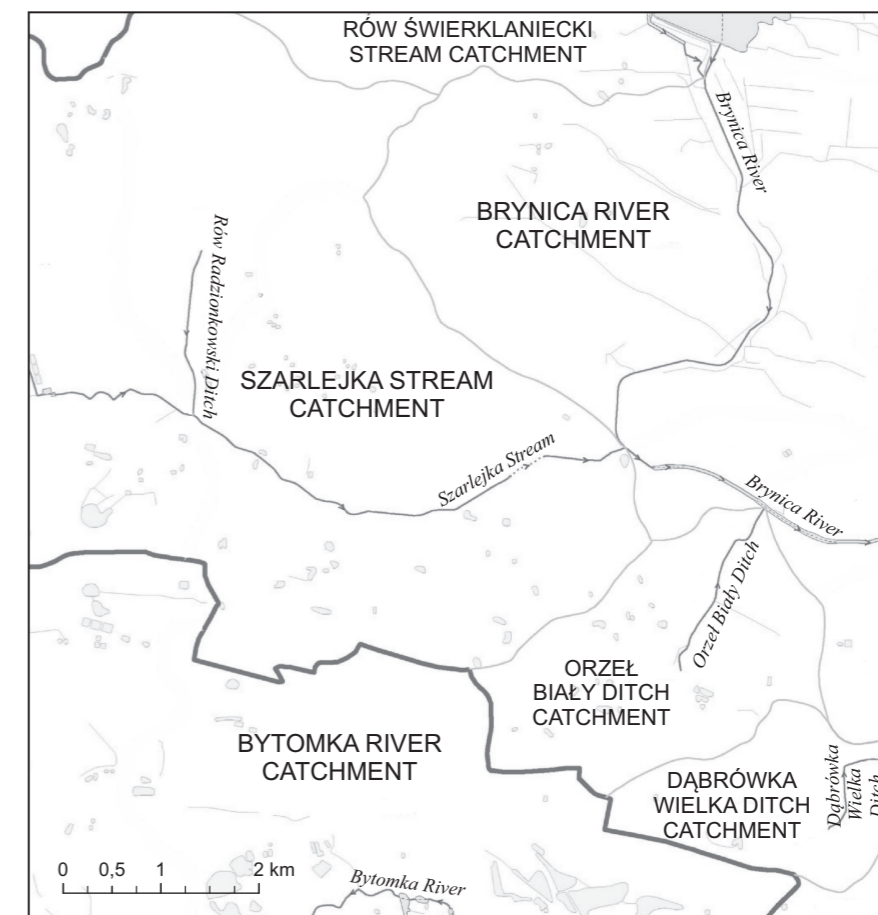 RÓW ŚWIERKLANIECKI
STREAM CATCHMENT
Brynica River
BRYNICA RIVER
CATCHMENT
Rów Radzionkowski Ditch
SZARLEJKA STREAM
CATCHMENT
Szarlejka Stream
Brynica River
Orzeł Biały Ditch
ORZEŁ
BIAŁY DITCH
CATCHMENT
BYTOMKA RIVER
CATCHMENT
DĄBRÓWKA
WIELKA DITCH
CATCHMENT
Dąbrówka
Wielka
Ditch
0 0,5 1 2 km
Bytomka River